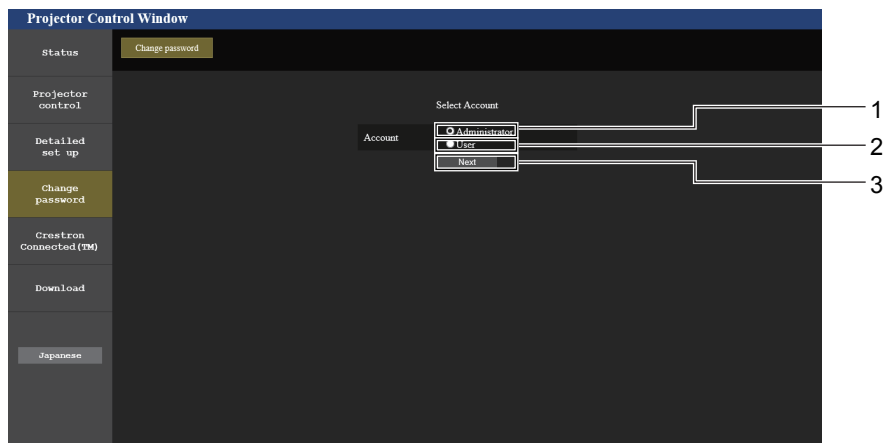 Projector Control Window
Status
Change password
Projector
control
Select Account
1
Account
Administrator
Detailed
set up
User
2
Next
3
Change
password
Crestron
Connected(TM)
Download
Japanese